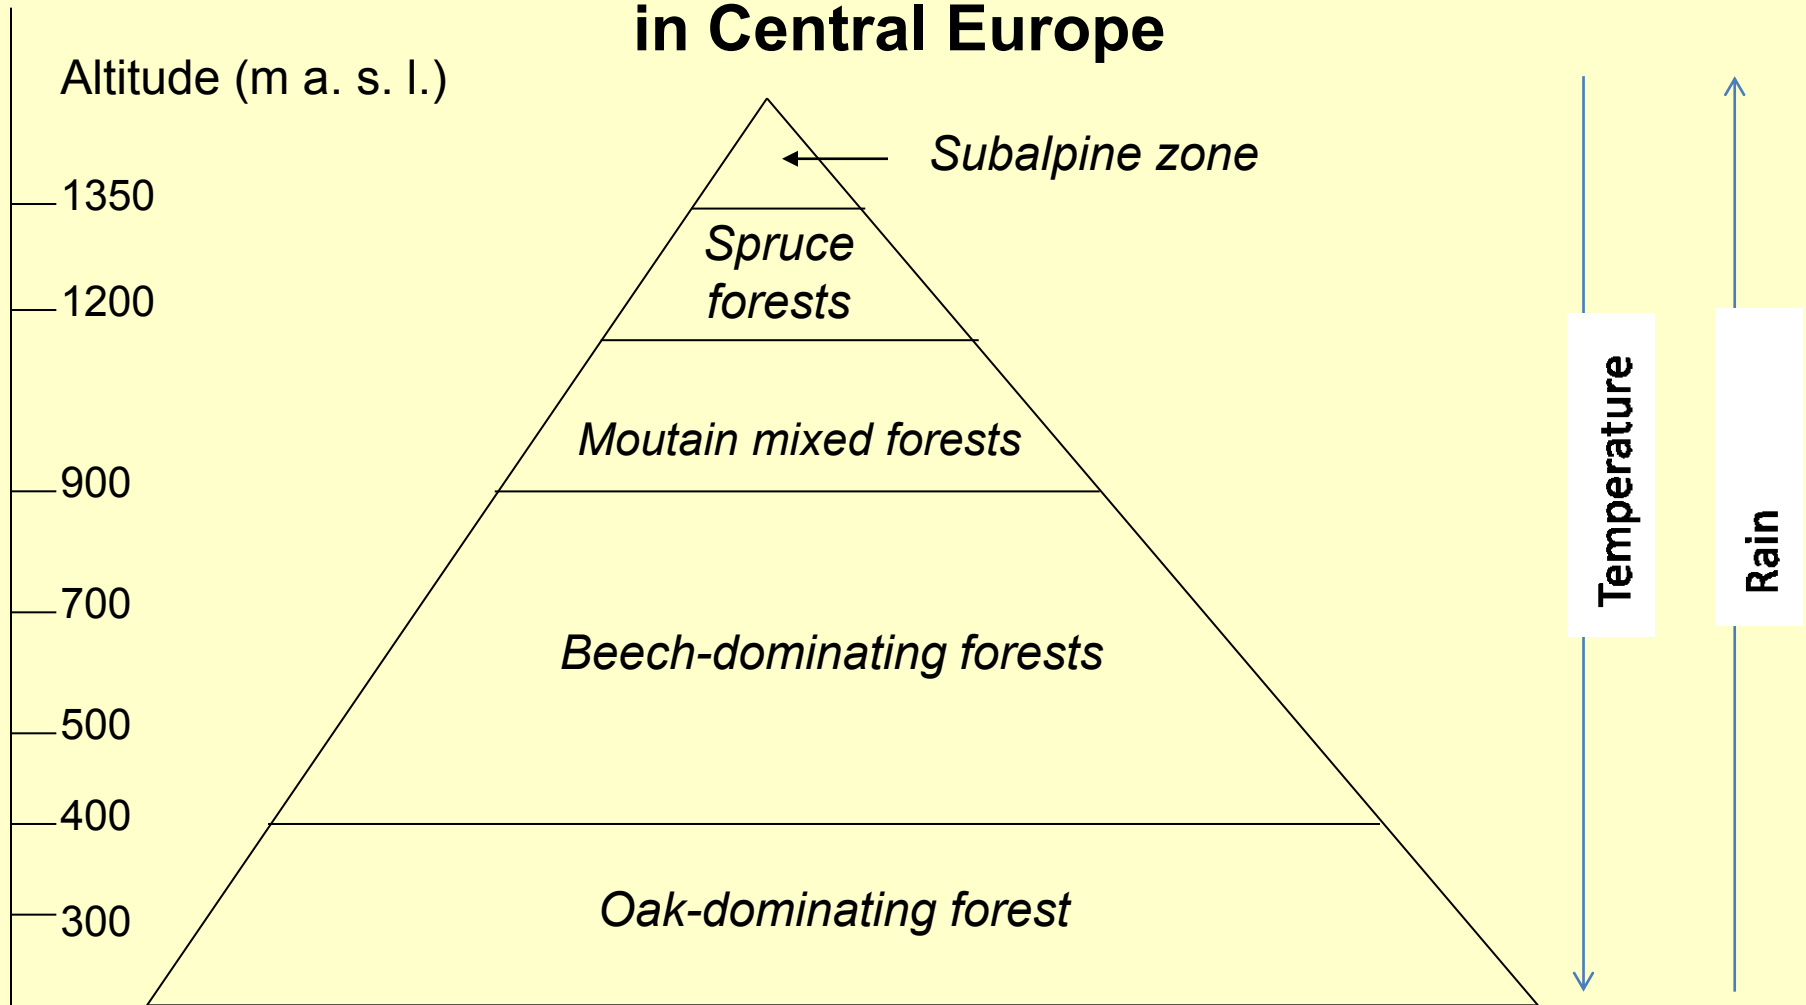 in Central Europe
Altitude (m a. s. l.)
Subalpine zone
1350
Spruce
forests
1200
Moutain mixed forests
900
700
Beech-dominating forests
500
400
Oak-dominating forest
300
Temperature
Rain